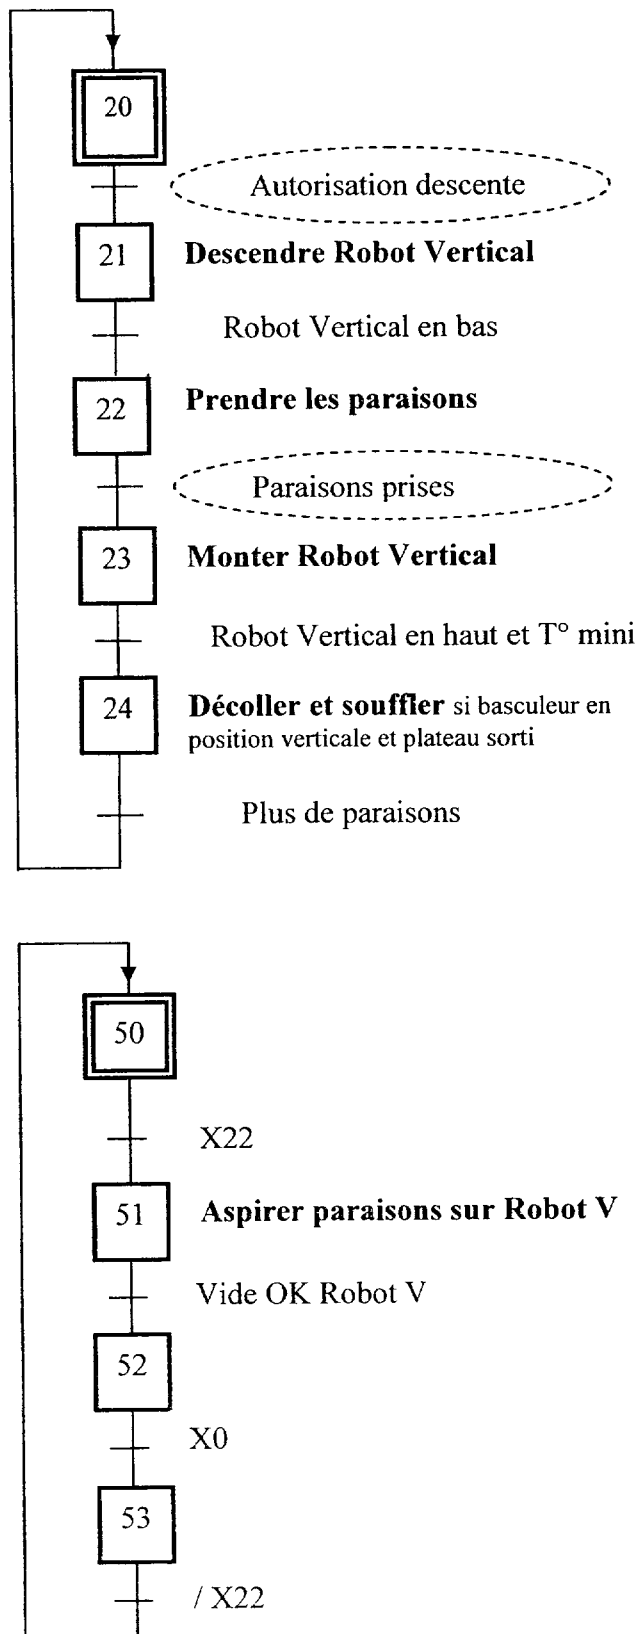 20
Autorisation descente
21 Descendre Robot Vertical
Robot Vertical en bas
22 Prendre les paraisons
Paraisons prises
23 Monter Robot Vertical
Robot Vertical en haut et T° mini
24 Décoller et souffler si basculeur en
position verticale et plateau sorti
Plus de paraisons
50
X22
51 Aspirer paraisons sur Robot V
Vide OK Robot V
52
X0
53
/ X22